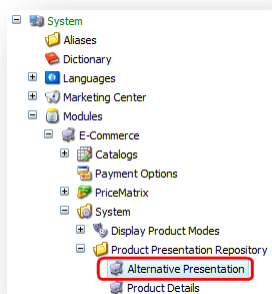 System
Aliases
Dictionary
Languages
Marketing Center
Modules
E-Commerce
Catalogs
Payment Options
PriceMatrix
System
Display Product Modes
Product Presentation Repository
Alternative Presentation
Product Details